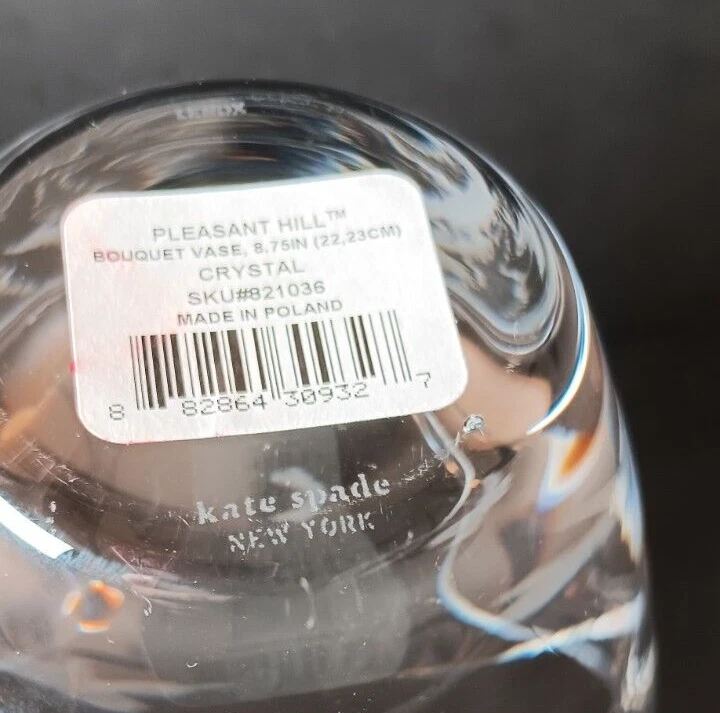 LENOX
PLEASANT HILL™
BOUQUET VASE, 8.75IN (22,23CM)
CRYSTAL
SKU#821036
MADE IN POLAND
8 82864 30932 7
kate spade
NEW YORK